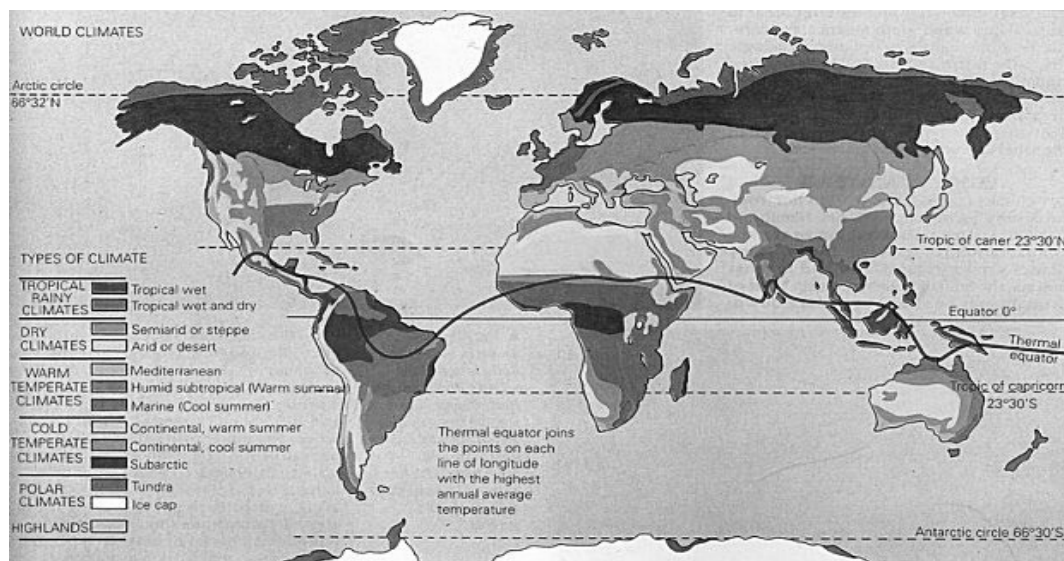 WORLD CLIMATES
Arctic circle
66°32'N
Tropic of caner 23°30'N
TYPES OF CLIMATE
TROPICAL
RAINY
CLIMATES
Tropical wet
Tropical wet and dry
DRY
CLIMATES
Semiarid or steppe
Arid or desert
WARM
TEMPERATE
CLIMATES
Mediterranean
Humid subtropical (Warm summer)
Marine (Cool summer)
COLD
TEMPERATE
CLIMATES
Continental, warm summer
Continental, cool summer
Subarctic
POLAR
CLIMATES
Tundra
Ice cap
HIGHLANDS
Equator 0°
Thermal
equator
Tropic of capricorn
23°30'S
Thermal equator joins
the points on each
line of longitude
with the highest
annual average
temperature
Antarctic circle 66°30'S